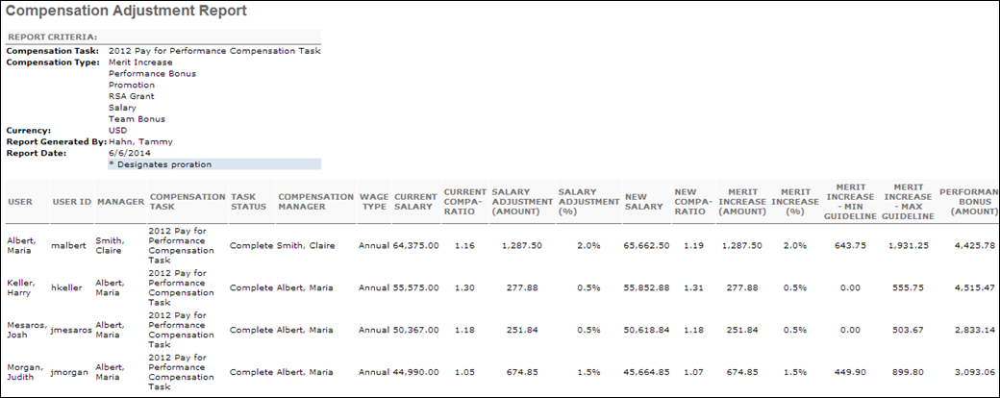 Compensation Adjustment Report
REPORT CRITERIA:
Compensation Task: 2012 Pay for Performance Compensation Task
Compensation Type: Merit Increase
Performance Bonus
Promotion
RSA Grant
Salary
Team Bonus
Currency: USD
Report Generated By: Hahn, Tammy
Report Date: 6/6/2014
* Designates proration
USER USER ID MANAGER COMPENSATION TASK TASK STATUS COMPENSATION MANAGER WAGE TYPE CURRENT SALARY CURRENT COMPA-RATIO SALARY ADJUSTMENT (AMOUNT) SALARY ADJUSTMENT (%) NEW SALARY NEW COMPA-RATIO MERIT INCREASE (AMOUNT) MERIT INCREASE (%) MERIT INCREASE - MIN GUIDELINE MERIT INCREASE - MAX GUIDELINE PERFORMAN BONUS (AMOUNT)
Albert, Maria malbert Smith, Claire 2012 Pay for Performance Compensation Task Complete Smith, Claire Annual 64,375.00 1.16 1,287.50 2.0% 65,662.50 1.19 1,287.50 2.0% 643.75 1,931.25 4,425.78
Keller, Harry hkeller Albert, Maria 2012 Pay for Performance Compensation Task Complete Albert, Maria Annual 55,575.00 1.30 277.88 0.5% 55,852.88 1.31 277.88 0.5% 0.00 555.75 4,515.47
Mesaros, Josh jmesaros Albert, Maria 2012 Pay for Performance Compensation Task Complete Albert, Maria Annual 50,367.00 1.18 251.84 0.5% 50,618.84 1.18 251.84 0.5% 0.00 503.67 2,833.14
Morgan, Judith jmorgan Albert, Maria 2012 Pay for Performance Compensation Task Complete Albert, Maria Annual 44,990.00 1.05 674.85 1.5% 45,664.85 1.07 674.85 1.5% 449.90 899.80 3,093.06